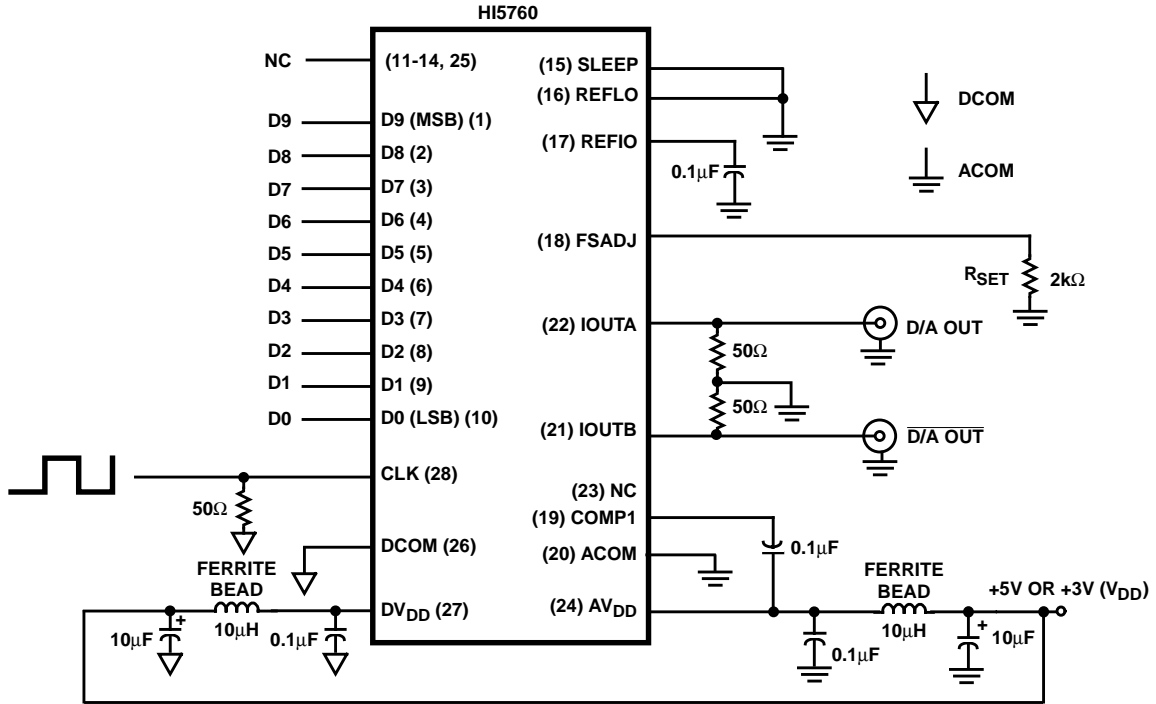 HI5760
NC
(11-14, 25)
D9
D9 (MSB) (1)
D8
D8 (2)
D7
D7 (3)
D6
D6 (4)
D5
D5 (5)
D4
D4 (6)
D3
D3 (7)
D2
D2 (8)
D1
D1 (9)
D0
D0 (LSB) (10)
CLK (28)
50Ω
DCOM (26)
FERRITE
BEAD
DV_DD (27)
10μF
+
10μH
0.1μF
(15) SLEEP
(16) REFLO
(17) REFIO
0.1μF
(18) FSADJ
R_SET
2kΩ
(22) IOUTA
D/A OUT
50Ω
50Ω
(21) IOUTB
D/A OUT
(23) NC
(19) COMP1
0.1μF
(20) ACOM
(24) AV_DD
FERRITE
BEAD
10μH
0.1μF
+
10μF
+5V OR +3V (V_DD)
DCOM
ACOM